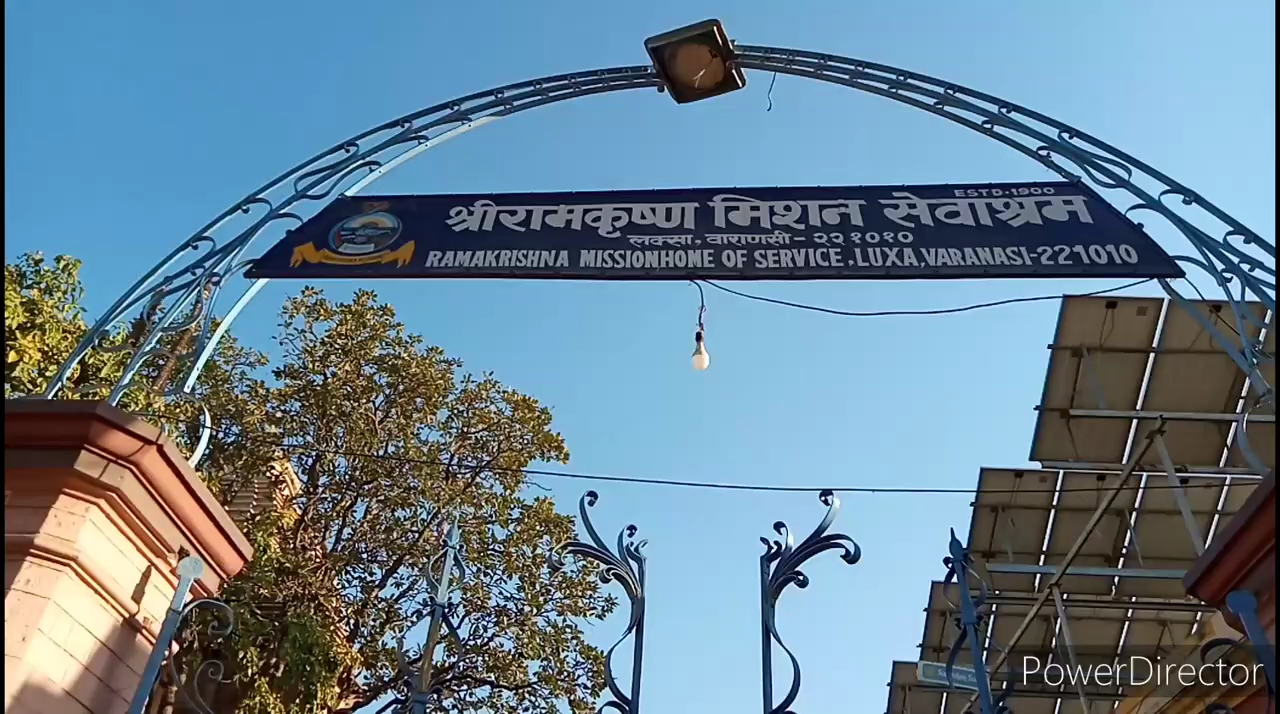 ESTD-1900
श्रीरामकृष्ण मिशन सेवाश्रम
लक्सा, वाराणसी - २२१०१०
RAMAKRISHNA MISSIONHOME OF SERVICE,LUXA,VARANASI-221010
PowerDirector